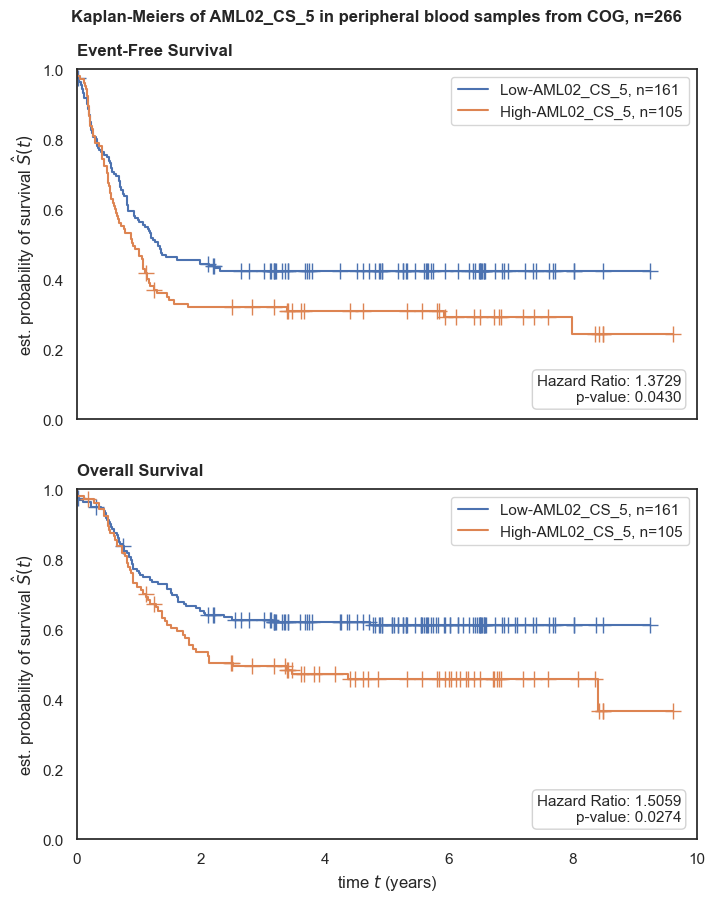 Kaplan-Meiers of AML02_CS_5 in peripheral blood samples from COG, n=266
Event-Free Survival
1.0
0.8
0.6
0.4
0.2
0.0
est. probability of survival Ŝ(t)
Low-AML02_CS_5, n=161
High-AML02_CS_5, n=105
Hazard Ratio: 1.3729
p-value: 0.0430
Overall Survival
1.0
0.8
0.6
0.4
0.2
0.0
est. probability of survival Ŝ(t)
Low-AML02_CS_5, n=161
High-AML02_CS_5, n=105
Hazard Ratio: 1.5059
p-value: 0.0274
0 2 4 6 8 10
time t (years)